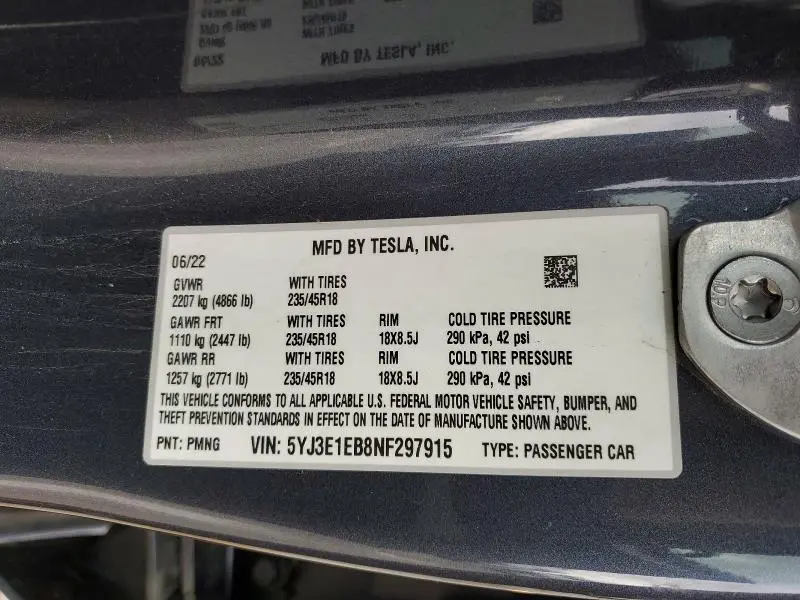 MFD BY TESLA, INC.
06/22
GVWR WITH TIRES
2207 kg (4866 lb) 235/45R18
GAWR FRT WITH TIRES RIM COLD TIRE PRESSURE
1110 kg (2447 lb) 235/45R18 18X8.5J 290 kPa, 42 psi
GAWR RR WITH TIRES RIM COLD TIRE PRESSURE
1257 kg (2771 lb) 235/45R18 18X8.5J 290 kPa, 42 psi
THIS VEHICLE CONFORMS TO ALL APPLICABLE U.S. FEDERAL MOTOR VEHICLE SAFETY, BUMPER, AND
THEFT PREVENTION STANDARDS IN EFFECT ON THE DATE OF MANUFACTURE SHOWN ABOVE.
PNT: PMNG VIN: 5YJ3E1EB8NF297915 TYPE: PASSENGER CAR